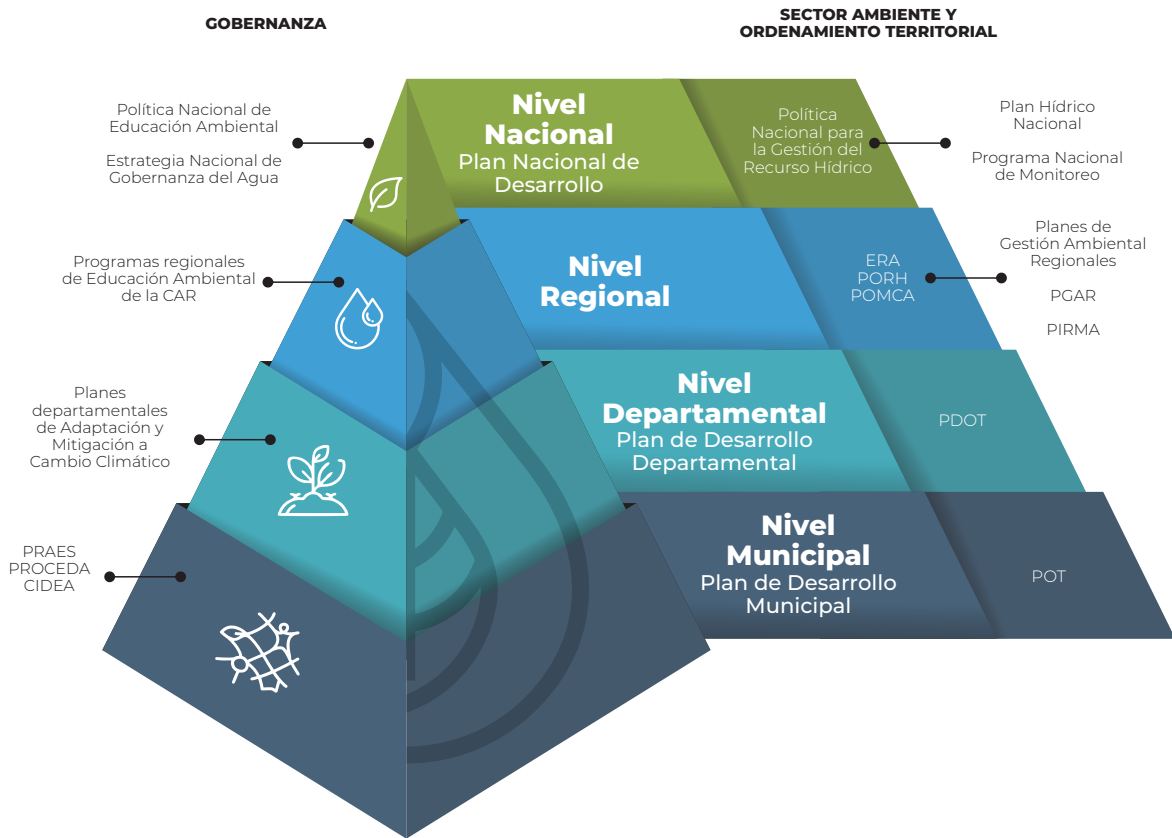 GOBERNANZA
SECTOR AMBIENTE Y
ORDENAMIENTO TERRITORIAL
Política Nacional de
Educación Ambiental
Estrategia Nacional de
Gobernanza del Agua
Nivel
Nacional
Plan Nacional de
Desarrollo
Política
Nacional para
la Gestión del
Recurso Hídrico
Plan Hídrico
Nacional
Programa Nacional
de Monitoreo
Programas regionales
de Educación Ambiental
de la CAR
Nivel
Regional
ERA
PORH
POMCA
Planes de
Gestión Ambiental
Regionales
PGAR
PIRMA
Planes
departamentales
de Adaptación y
Mitigación a
Cambio Climático
Nivel
Departamental
Plan de Desarrollo
Departamental
PDOT
PRAES
PROCEDA
CIDEA
Nivel
Municipal
Plan de Desarrollo
Municipal
POT